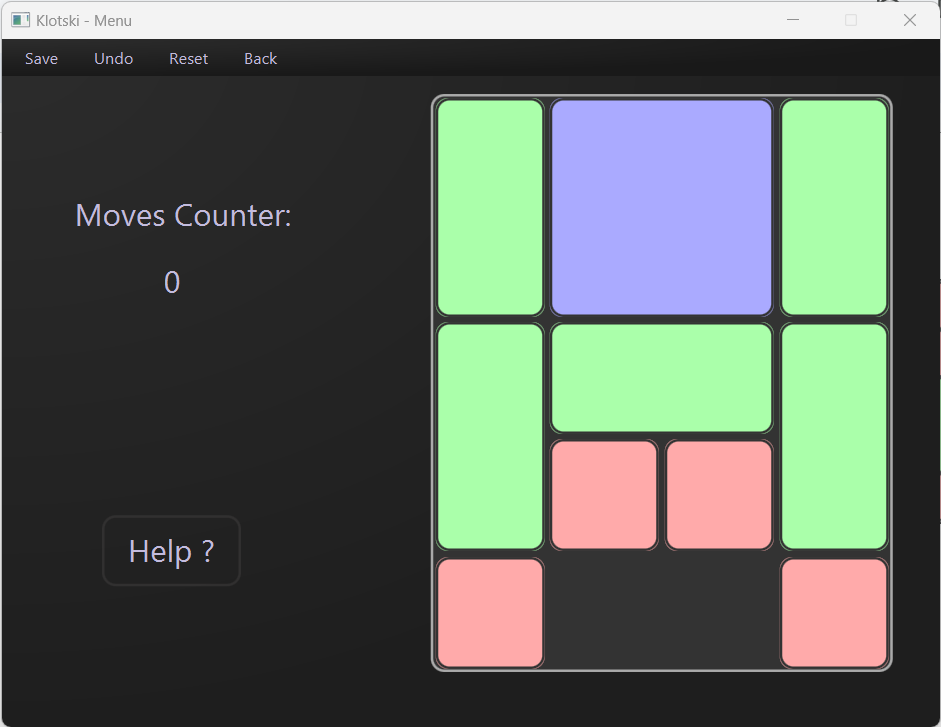 Klotski - Menu
Save Undo Reset Back
Moves Counter:
0
Help ?